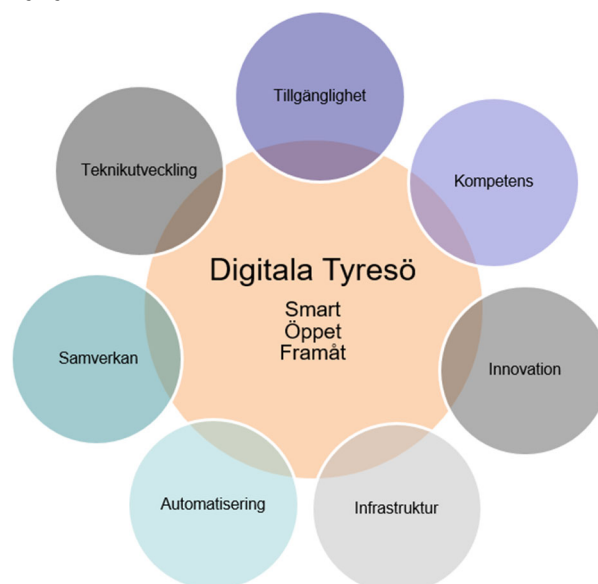 Tillgänglighet
Teknikutveckling
Kompetens
Digitala Tyresö
Smart
Öppet
Framåt
Samverkan
Innovation
Automatisering
Infrastruktur